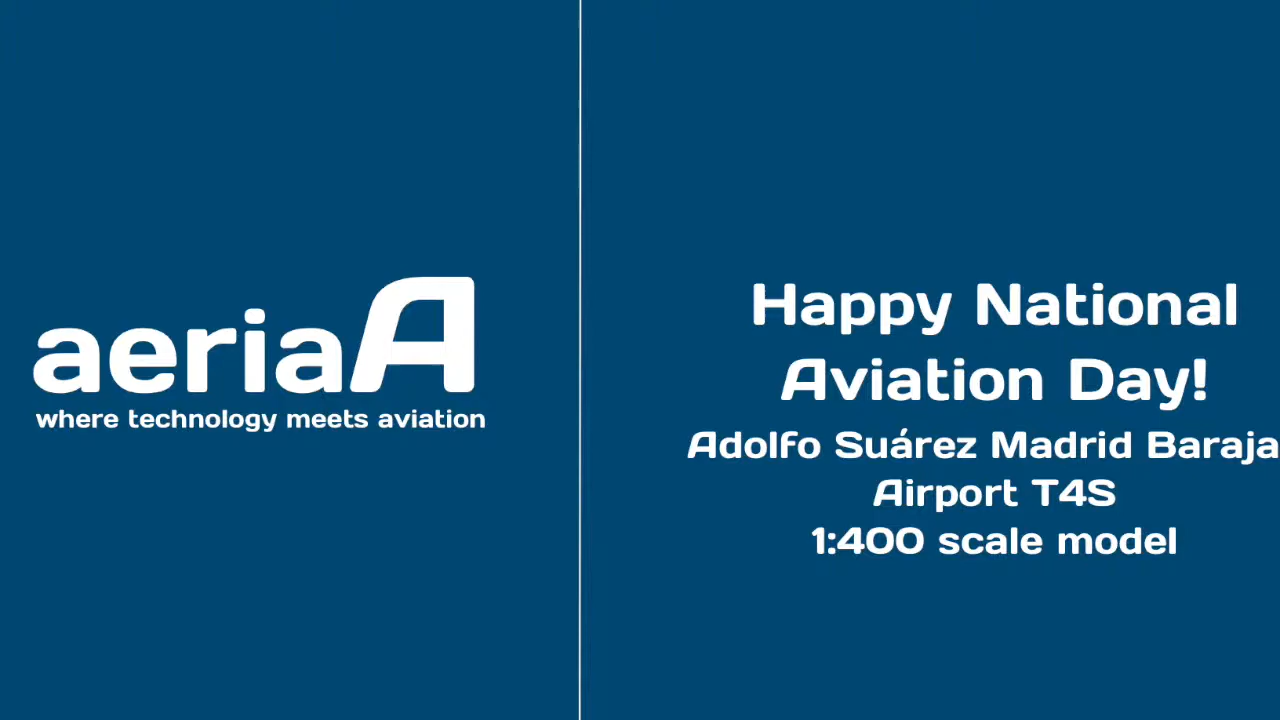 aeriaA
where technology meets aviation
Happy National
Aviation Day!
Adolfo Suárez Madrid Baraja
Airport T4S
1:400 scale model